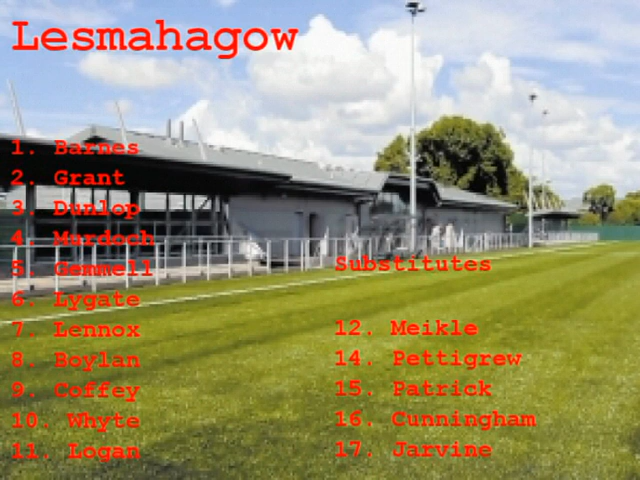 Lesmahagow
1. Barnes
2. Grant
3. Dunlop
4. Murdoch
5. Gemmell
6. Lygate
7. Lennox
8. Boylan
9. Coffey
10. Whyte
11. Logan
Substitutes
12. Meikle
14. Pettigrew
15. Patrick
16. Cunningham
17. Jarvine